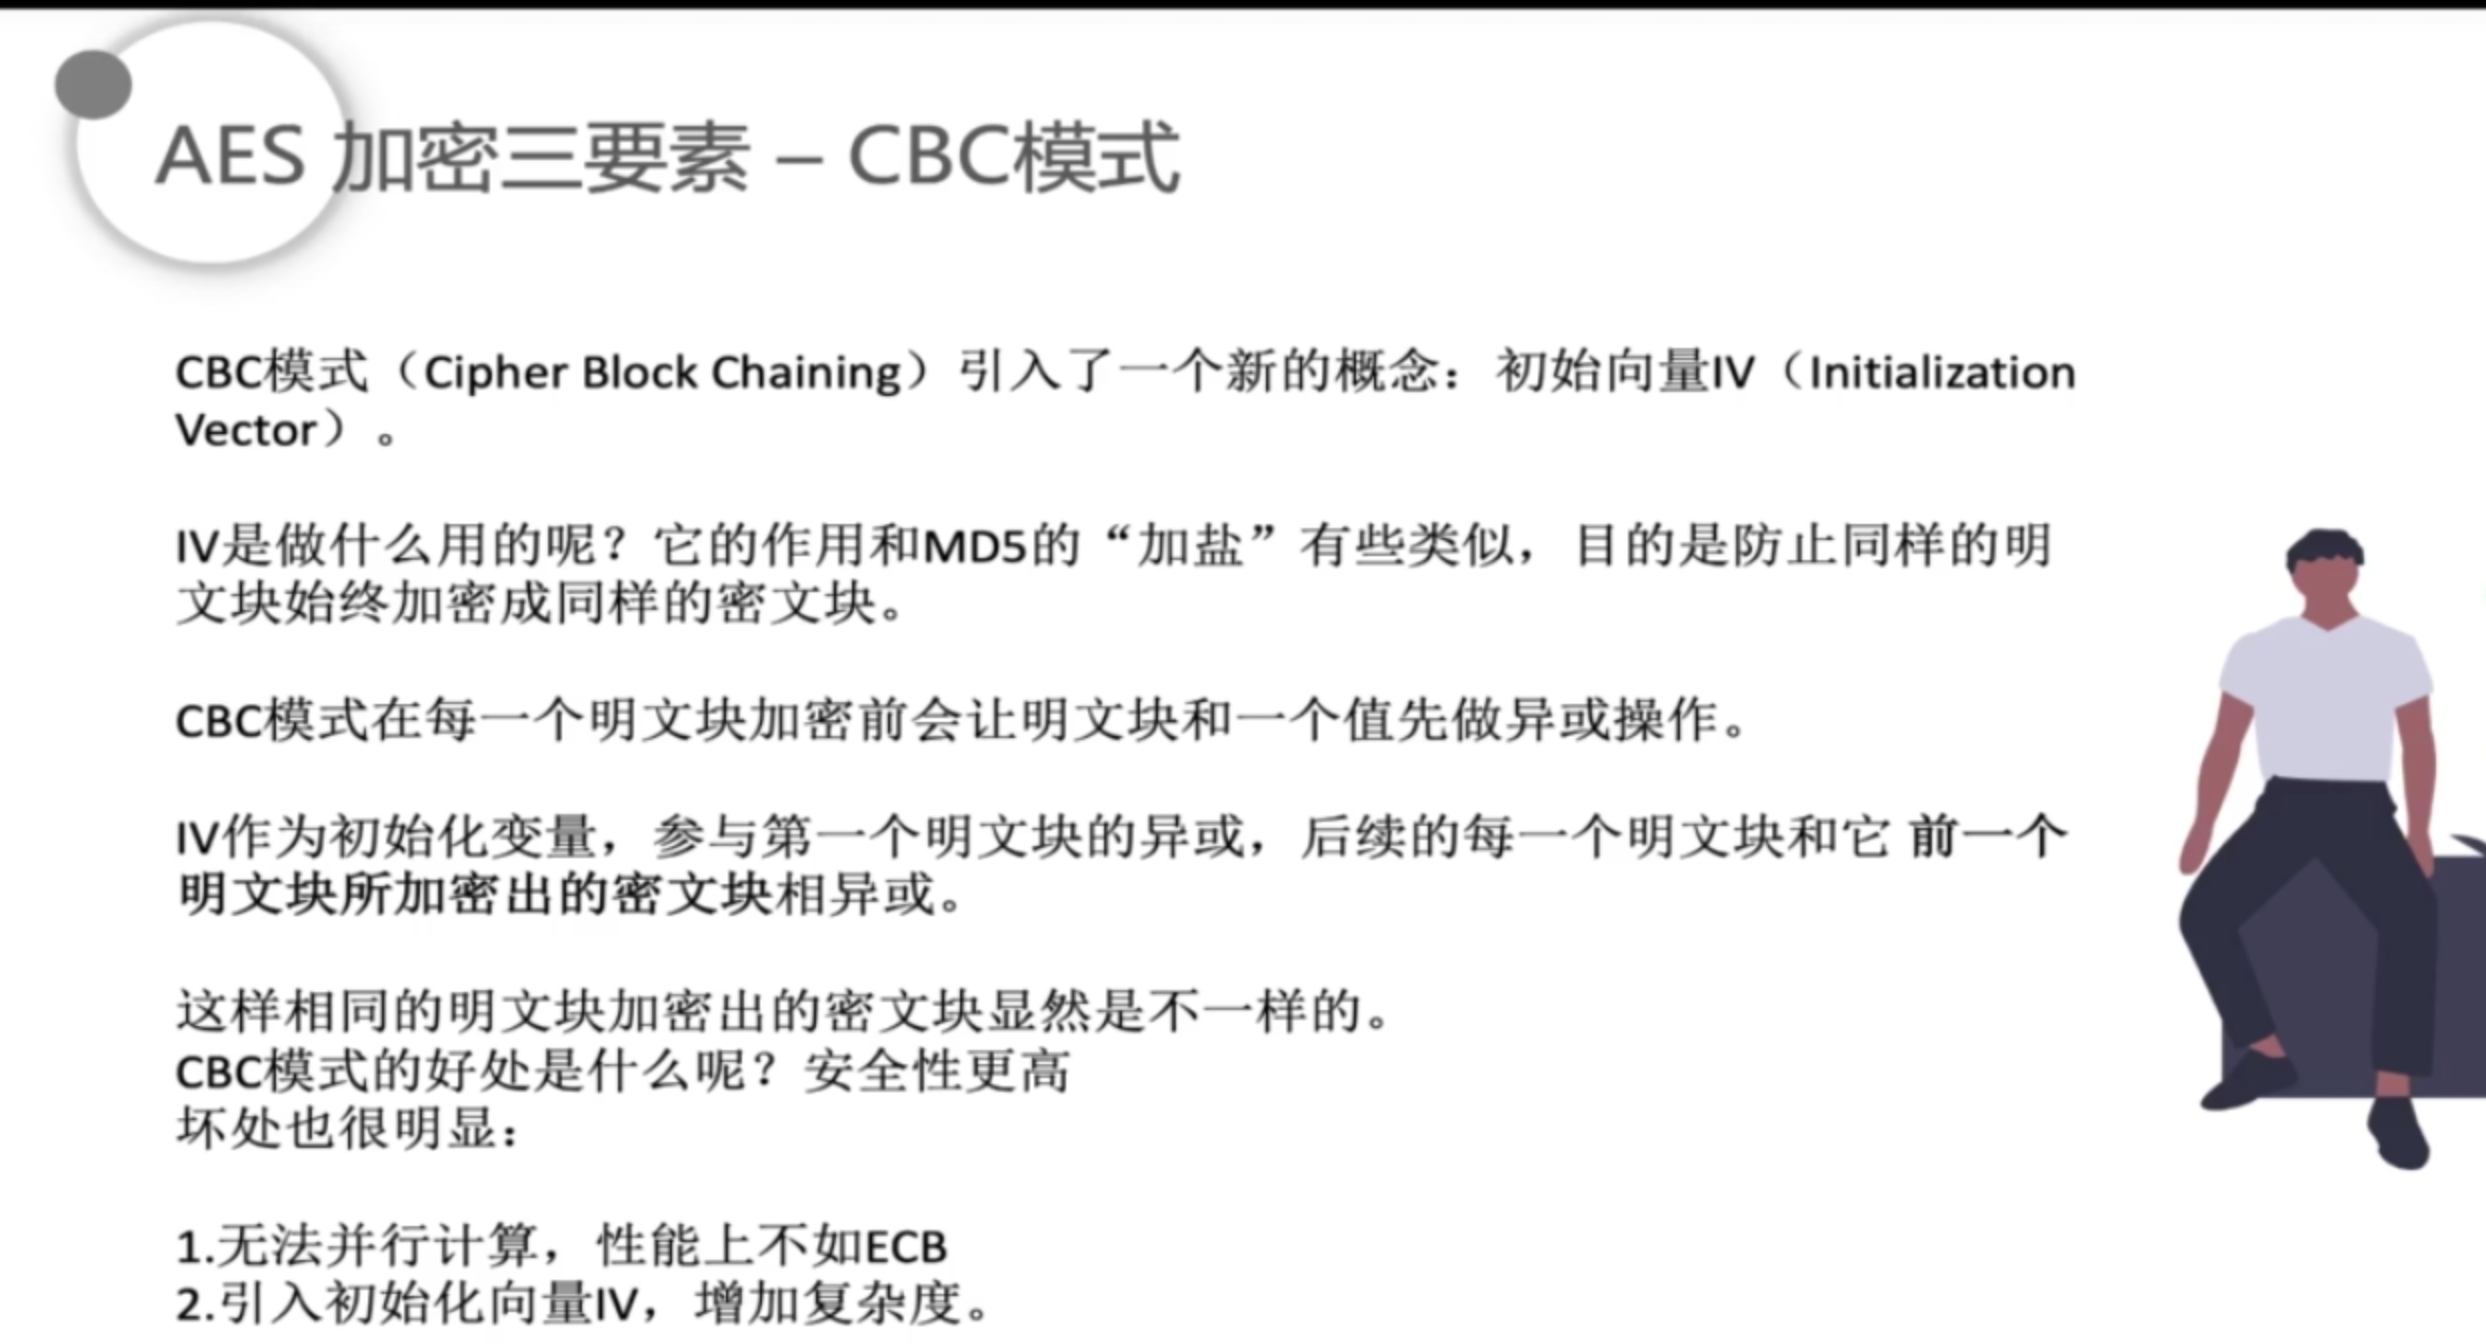 AES 加密三要素 – CBC模式
CBC模式（Cipher Block Chaining）引入了一个新的概念：初始向量IV（Initialization
Vector）。
IV是做什么用的呢？它的作用和MD5的“加盐”有些类似，目的是防止同样的明
文块始终加密成同样的密文块。
CBC模式在每一个明文块加密前会让明文块和一个值先做异或操作。
IV作为初始化变量，参与第一个明文块的异或，后续的每一个明文块和它 前一个
明文块所加密出的密文块相异或。
这样相同的明文块加密出的密文块显然是不一样的。
CBC模式的好处是什么呢？安全性更高
坏处也很明显：
1.无法并行计算，性能上不如ECB
2.引入初始化向量IV，增加复杂度。